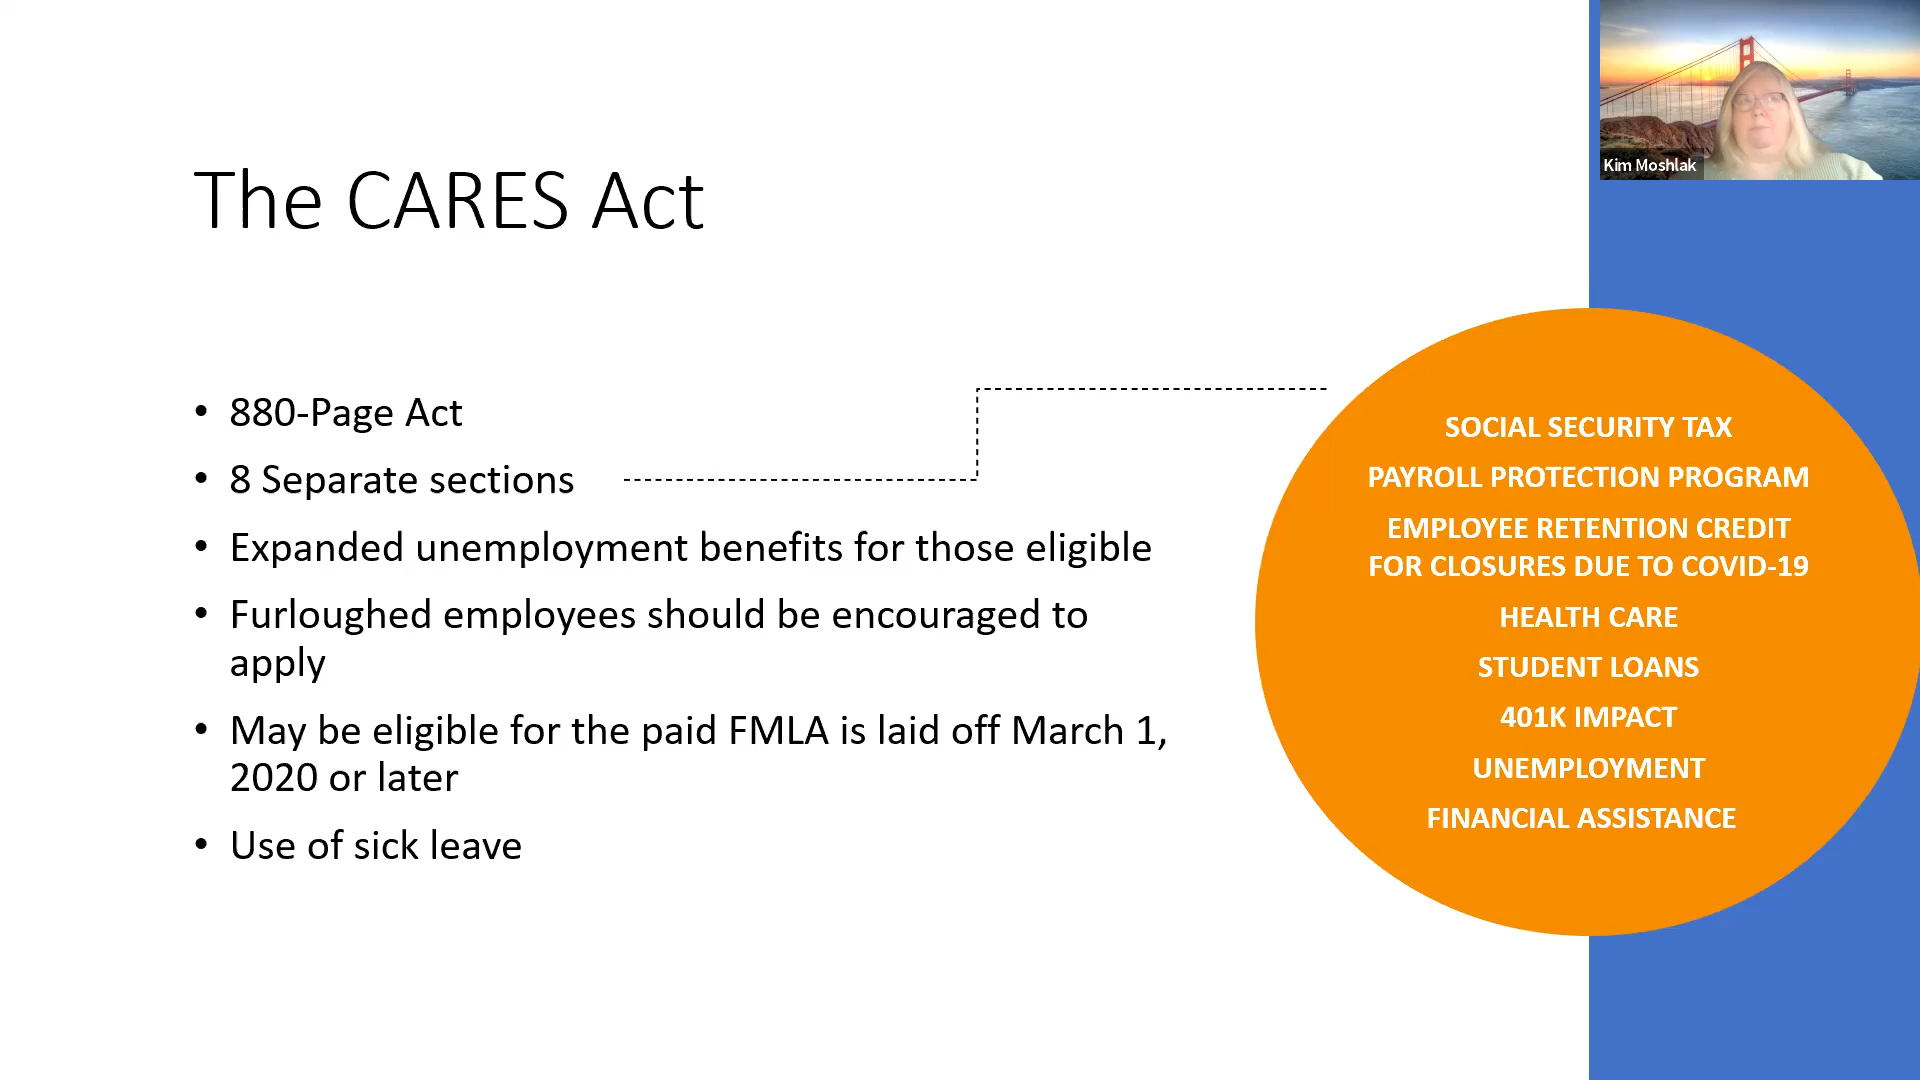 The CARES Act
• 880-Page Act
• 8 Separate sections
• Expanded unemployment benefits for those eligible
• Furloughed employees should be encouraged to
apply
• May be eligible for the paid FMLA is laid off March 1,
2020 or later
• Use of sick leave
SOCIAL SECURITY TAX
PAYROLL PROTECTION PROGRAM
EMPLOYEE RETENTION CREDIT
FOR CLOSURES DUE TO COVID-19
HEALTH CARE
STUDENT LOANS
401K IMPACT
UNEMPLOYMENT
FINANCIAL ASSISTANCE
Kim Moshlak